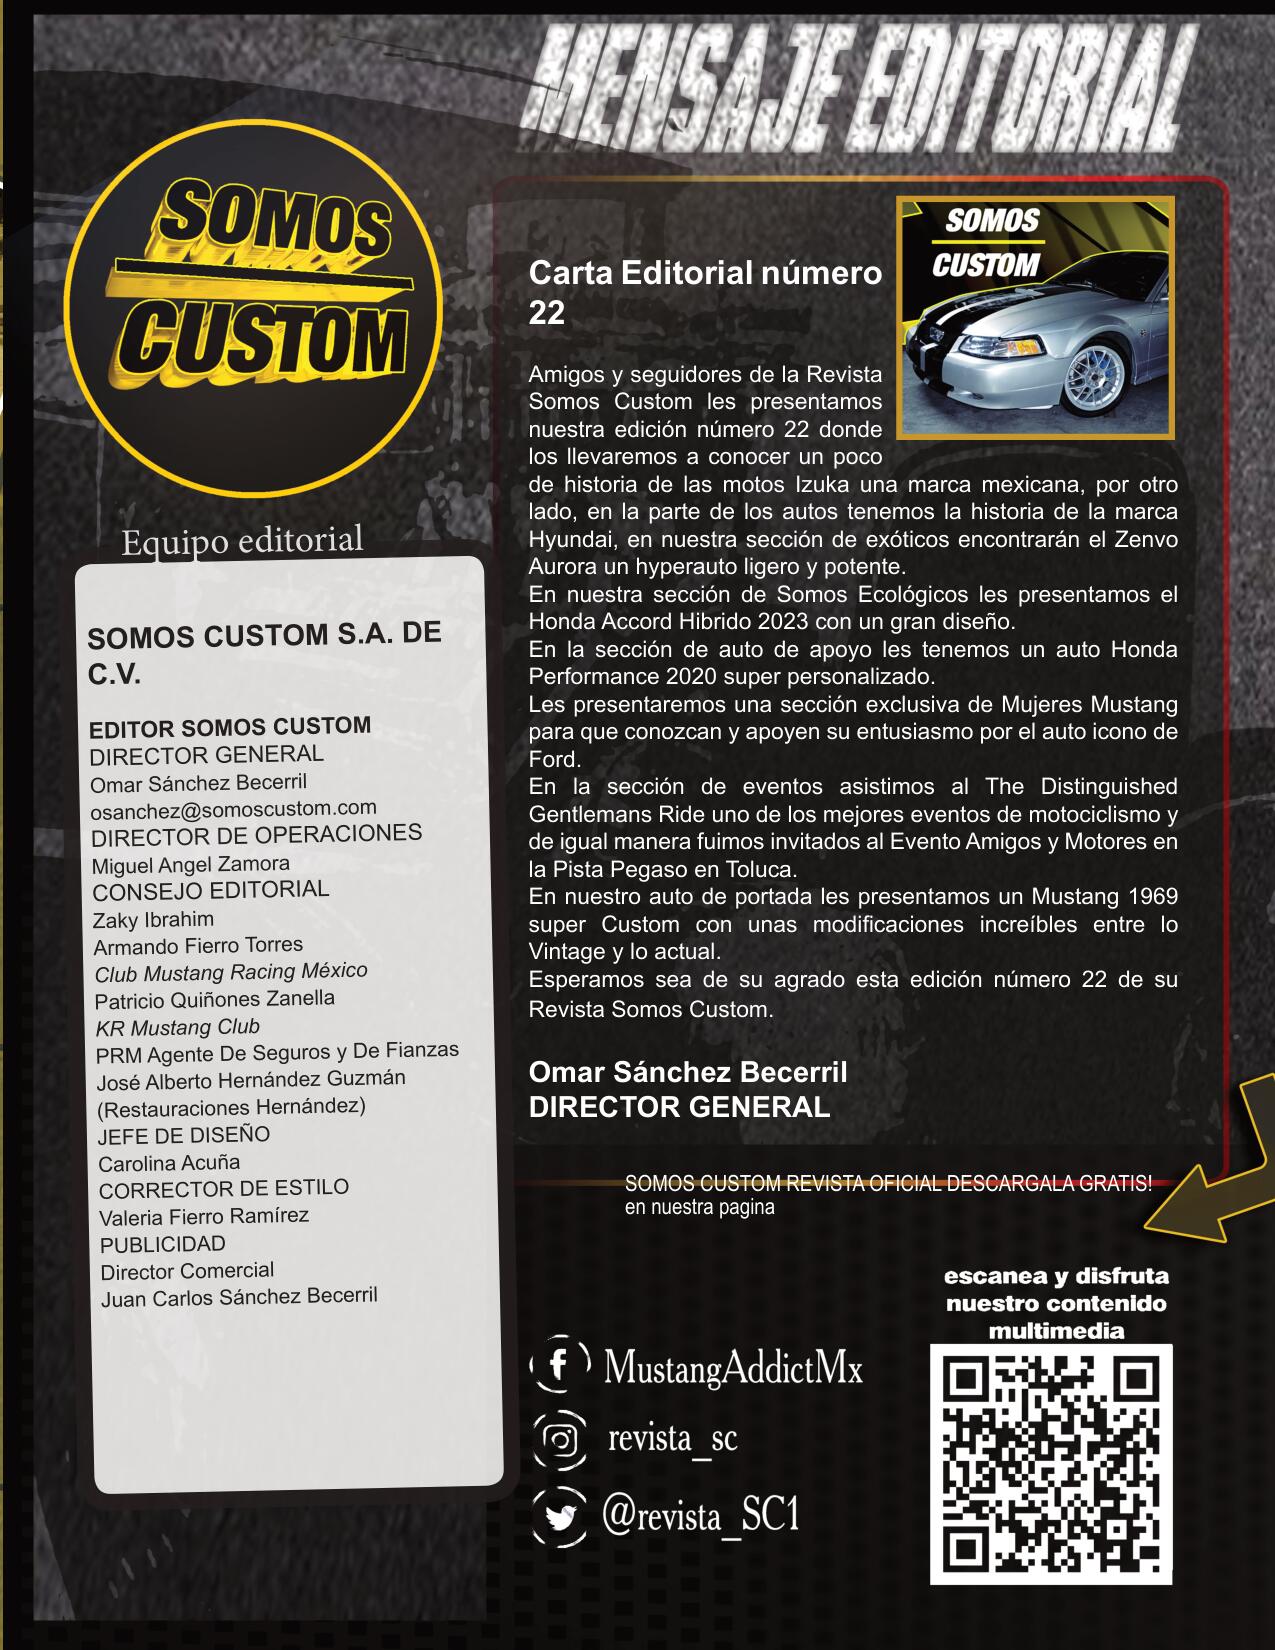 MENSAJE EDITORIAL
SOMOS
CUSTOM
Equipo editorial
SOMOS CUSTOM S.A. DE
C.V.
EDITOR SOMOS CUSTOM
DIRECTOR GENERAL
Omar Sánchez Becerril
osanchez@somoscustom.com
DIRECTOR DE OPERACIONES
Miguel Angel Zamora
CONSEJO EDITORIAL
Zaky Ibrahim
Armando Fierro Torres
Club Mustang Racing México
Patricio Quiñones Zanella
KR Mustang Club
PRM Agente De Seguros y De Fianzas
José Alberto Hernández Guzmán
(Restauraciones Hernández)
JEFE DE DISEÑO
Carolina Acuña
CORRECTOR DE ESTILO
Valeria Fierro Ramírez
PUBLICIDAD
Director Comercial
Juan Carlos Sánchez Becerril
SOMOS
CUSTOM
Carta Editorial número
22
Amigos y seguidores de la Revista
Somos Custom les presentamos
nuestra edición número 22 donde
los llevaremos a conocer un poco
de historia de las motos Izuka una marca mexicana, por otro
lado, en la parte de los autos tenemos la historia de la marca
Hyundai, en nuestra sección de exóticos encontrarán el Zenvo
Aurora un hyperauto ligero y potente.
En nuestra sección de Somos Ecológicos les presentamos el
Honda Accord Hibrido 2023 con un gran diseño.
En la sección de auto de apoyo les tenemos un auto Honda
Performance 2020 super personalizado.
Les presentaremos una sección exclusiva de Mujeres Mustang
para que conozcan y apoyen su entusiasmo por el auto icono de
Ford.
En la sección de eventos asistimos al The Distinguished
Gentlemans Ride uno de los mejores eventos de motociclismo y
de igual manera fuimos invitados al Evento Amigos y Motores en
la Pista Pegaso en Toluca.
En nuestro auto de portada les presentamos un Mustang 1969
super Custom con unas modificaciones increíbles entre lo
Vintage y lo actual.
Esperamos sea de su agrado esta edición número 22 de su
Revista Somos Custom.
Omar Sánchez Becerril
DIRECTOR GENERAL
SOMOS CUSTOM REVISTA OFICIAL DESCARGALA GRATIS!
en nuestra pagina
escanea y disfruta
nuestro contenido
multimedia
MustangAddictMx
revista_sc
@revista_SC1